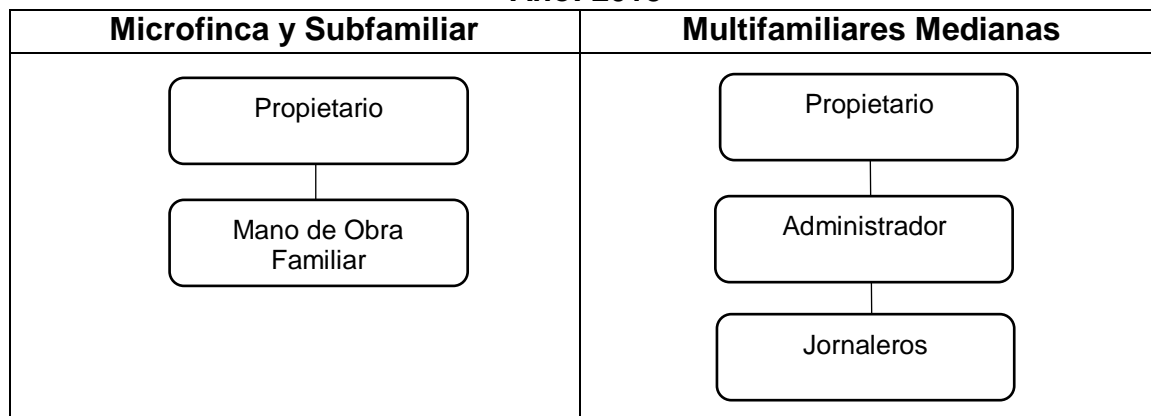 Microfinca y Subfamiliar
Multifamiliares Medianas
Propietario
Mano de Obra
Familiar
Propietario
Administrador
Jornaleros